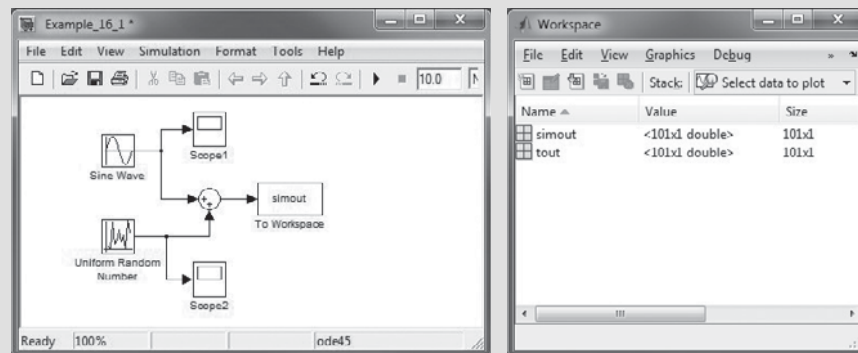 Example_16_1 *
File Edit View Simulation Format Tools Help
10.0 N
Scope1
Sine Wave
simout
To Workspace
Uniform Random
Number
Scope2
Ready 100% ode45
Workspace
File Edit View Graphics Debug
Stack: Select data to plot
Name Value Size
simout <101x1 double> 101x1
tout <101x1 double> 101x1